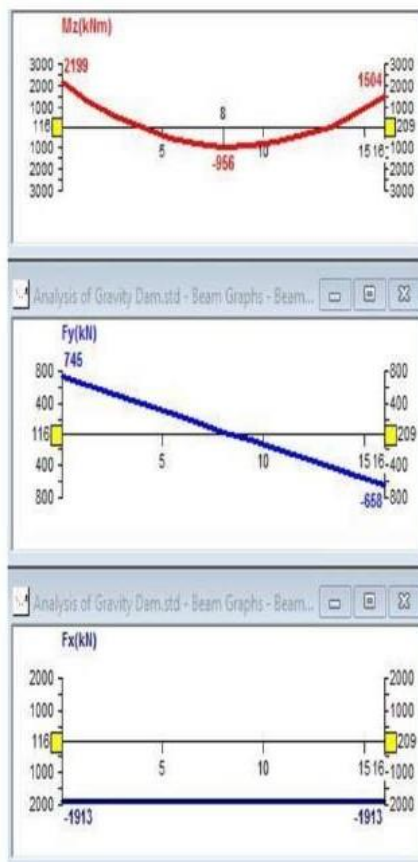 Mz(kNm)
3000 2199 3000
2000 1504 2000
1000 8 1000
116 209
1000 5 -956 10 15 16 1000
2000 2000
3000 3000
Analysis of Gravity Dam.std - Beam Graphs - Beam...
Fy(kN)
800 745 800
400 400
116 209
400 5 10 15 16 400
800 -658 800
Analysis of Gravity Dam.std - Beam Graphs - Beam...
Fx(kN)
2000 2000
1000 1000
116 209
1000 5 10 15 16 1000
2000 2000
-1913 -1913